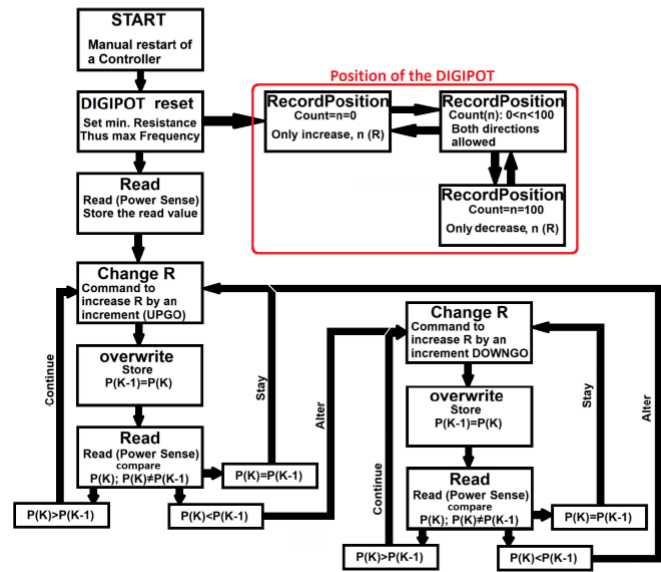 START
Manual restart of
a Controller
DIGIPOT reset
Set min. Resistance
Thus max Frequency
Read
Read (Power Sense)
Store the read value
Position of the DIGIPOT
RecordPosition
Count=n=0
Only increase, n (R)
RecordPosition
Count(n): 0<n<100
Both directions
allowed
RecordPosition
Count=n=100
Only decrease, n (R)
Change R
Command to
increase R by an
increment (UPGO)
overwrite
Store
P(K-1)=P(K)
Read
Read (Power Sense)
compare
P(K); P(K)≠P(K-1)
P(K)=P(K-1)
P(K)>P(K-1)
P(K)<P(K-1)
Continue
Stay
Alter
Change R
Command to
increase R by an
increment DOWNGO
overwrite
Store
P(K-1)=P(K)
Read
Read (Power Sense)
compare
P(K); P(K)≠P(K-1)
P(K)=P(K-1)
P(K)>P(K-1)
P(K)<P(K-1)
Continue
Stay
Alter